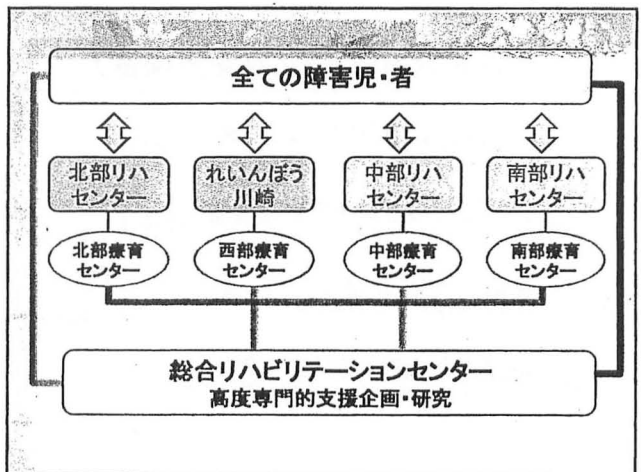 全ての障害児・者
北部リハ
センター
れいんぼう
川崎
中部リハ
センター
南部リハ
センター
北部療育
センター
西部療育
センター
中部療育
センター
南部療育
センター
総合リハビリテーションセンター
高度専門的支援企画・研究